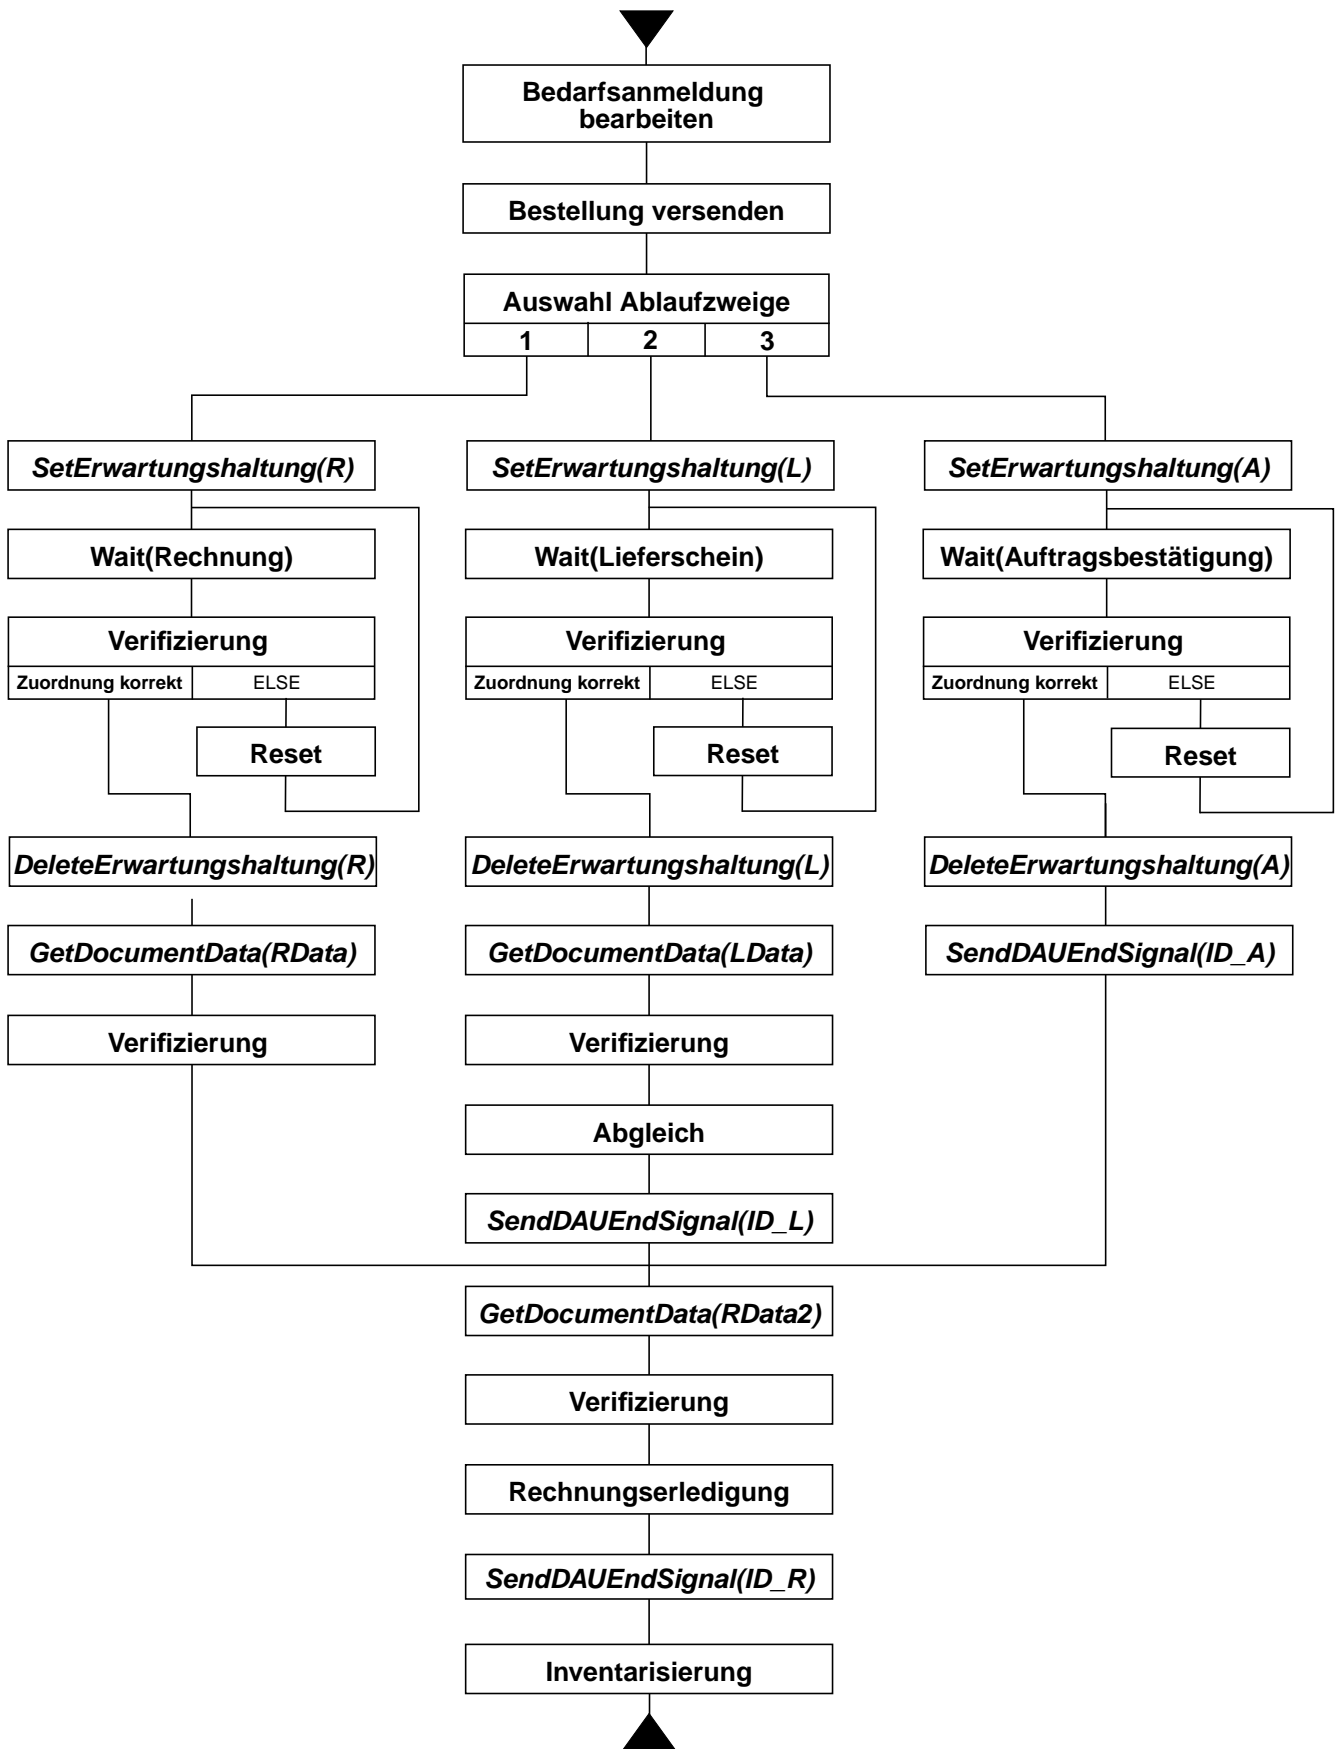 Bedarfsanmeldung
bearbeiten
Bestellung versenden
Auswahl Ablaufzweige
1 2 3
SetErwartungshaltung(R) SetErwartungshaltung(L) SetErwartungshaltung(A)
Wait(Rechnung) Wait(Lieferschein) Wait(Auftragsbestätigung)
Verifizierung Verifizierung Verifizierung
Zuordnung korrekt ELSE Zuordnung korrekt ELSE Zuordnung korrekt ELSE
Reset Reset Reset
DeleteErwartungshaltung(R) DeleteErwartungshaltung(L) DeleteErwartungshaltung(A)
GetDocumentData(RData) GetDocumentData(LData) SendDAUEndSignal(ID_A)
Verifizierung Verifizierung
Abgleich
SendDAUEndSignal(ID_L)
GetDocumentData(RData2)
Verifizierung
Rechnungserledigung
SendDAUEndSignal(ID_R)
Inventarisierung